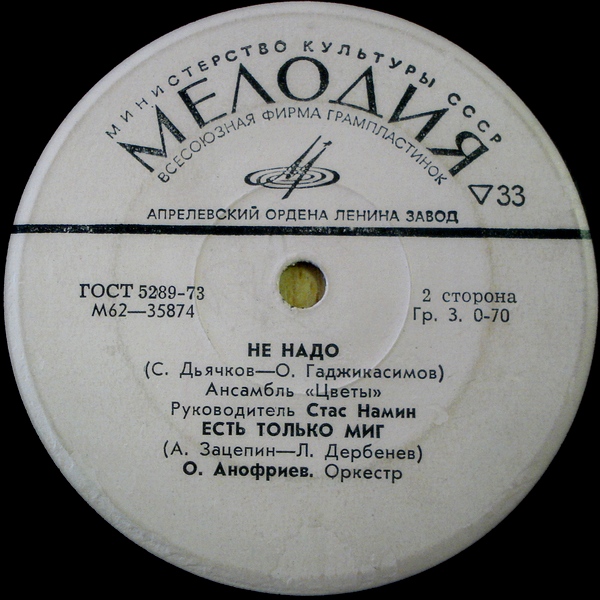 МИНИСТЕРСТВО КУЛЬТУРЫ СССР
МЕЛОДИЯ
ВСЕСОЮЗНАЯ ФИРМА ГРАМПЛАСТИНОК
▽33
АПРЕЛЕВСКИЙ ОРДЕНА ЛЕНИНА ЗАВОД
ГОСТ 5289-73
М62—35874
2 сторона
Гр. 3. 0-70
НЕ НАДО
(С. Дьячков—О. Гаджикасимов)
Ансамбль «Цветы»
Руководитель Стас Намин
ЕСТЬ ТОЛЬКО МИГ
(А. Зацепин—Л. Дербенев)
О. Анофриев. Оркестр